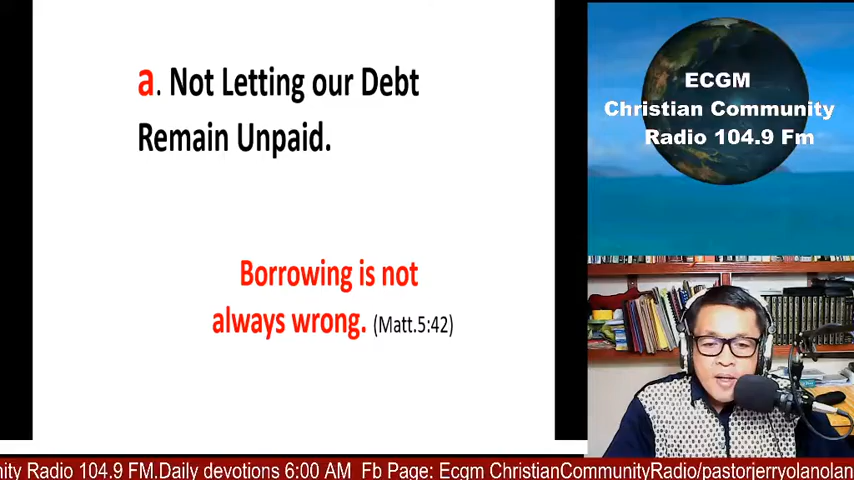 a. Not Letting our Debt
Remain Unpaid.
Borrowing is not
always wrong. (Matt.5:42)
ECGM
Christian Community
Radio 104.9 Fm
nity Radio 104.9 FM.Daily devotions 6:00 AM Fb Page: Ecgm ChristianCommunityRadio/pastorjerryolanolan